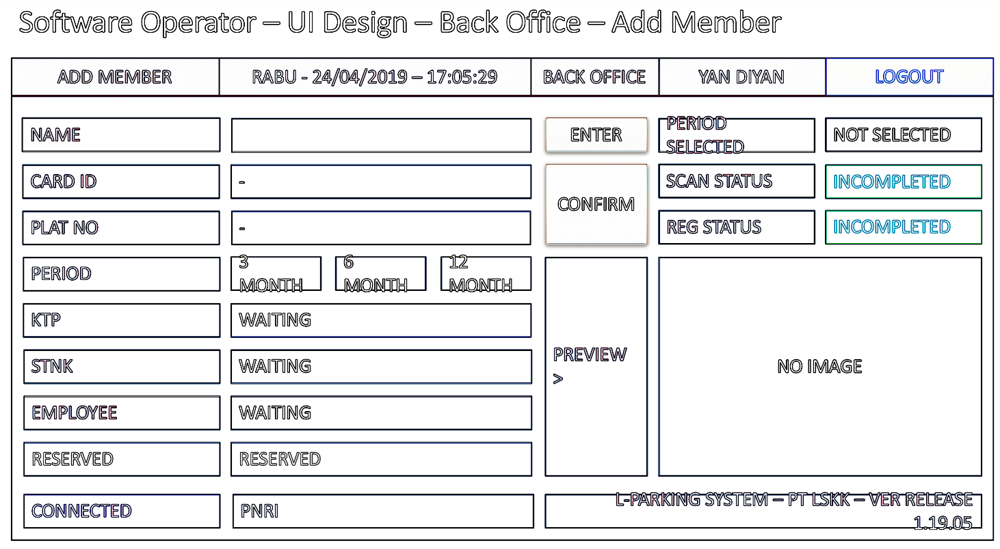 Software Operator – UI Design – Back Office – Add Member
ADD MEMBER
RABU - 24/04/2019 – 17:05:29
BACK OFFICE
YAN DIYAN
LOGOUT
NAME
ENTER
PERIOD
SELECTED
NOT SELECTED
CARD ID
-
CONFIRM
SCAN STATUS
INCOMPLETED
PLAT NO
-
REG STATUS
INCOMPLETED
PERIOD
3
MONTH
6
MONTH
12
MONTH
KTP
WAITING
STNK
WAITING
PREVIEW
>
NO IMAGE
EMPLOYEE
WAITING
RESERVED
RESERVED
CONNECTED
PNRI
L-PARKING SYSTEM – PT LSKK – VER RELEASE
1.19.05